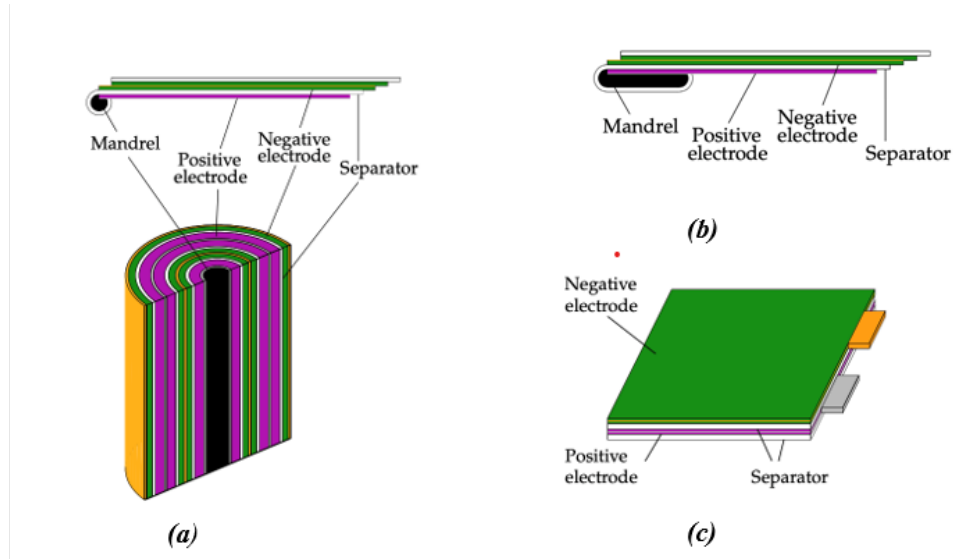 Mandrel
Positive
electrode
Negative
electrode
Separator
(a)
Mandrel
Positive
electrode
Negative
electrode
Separator
(b)
Negative
electrode
Positive
electrode
Separator
(c)